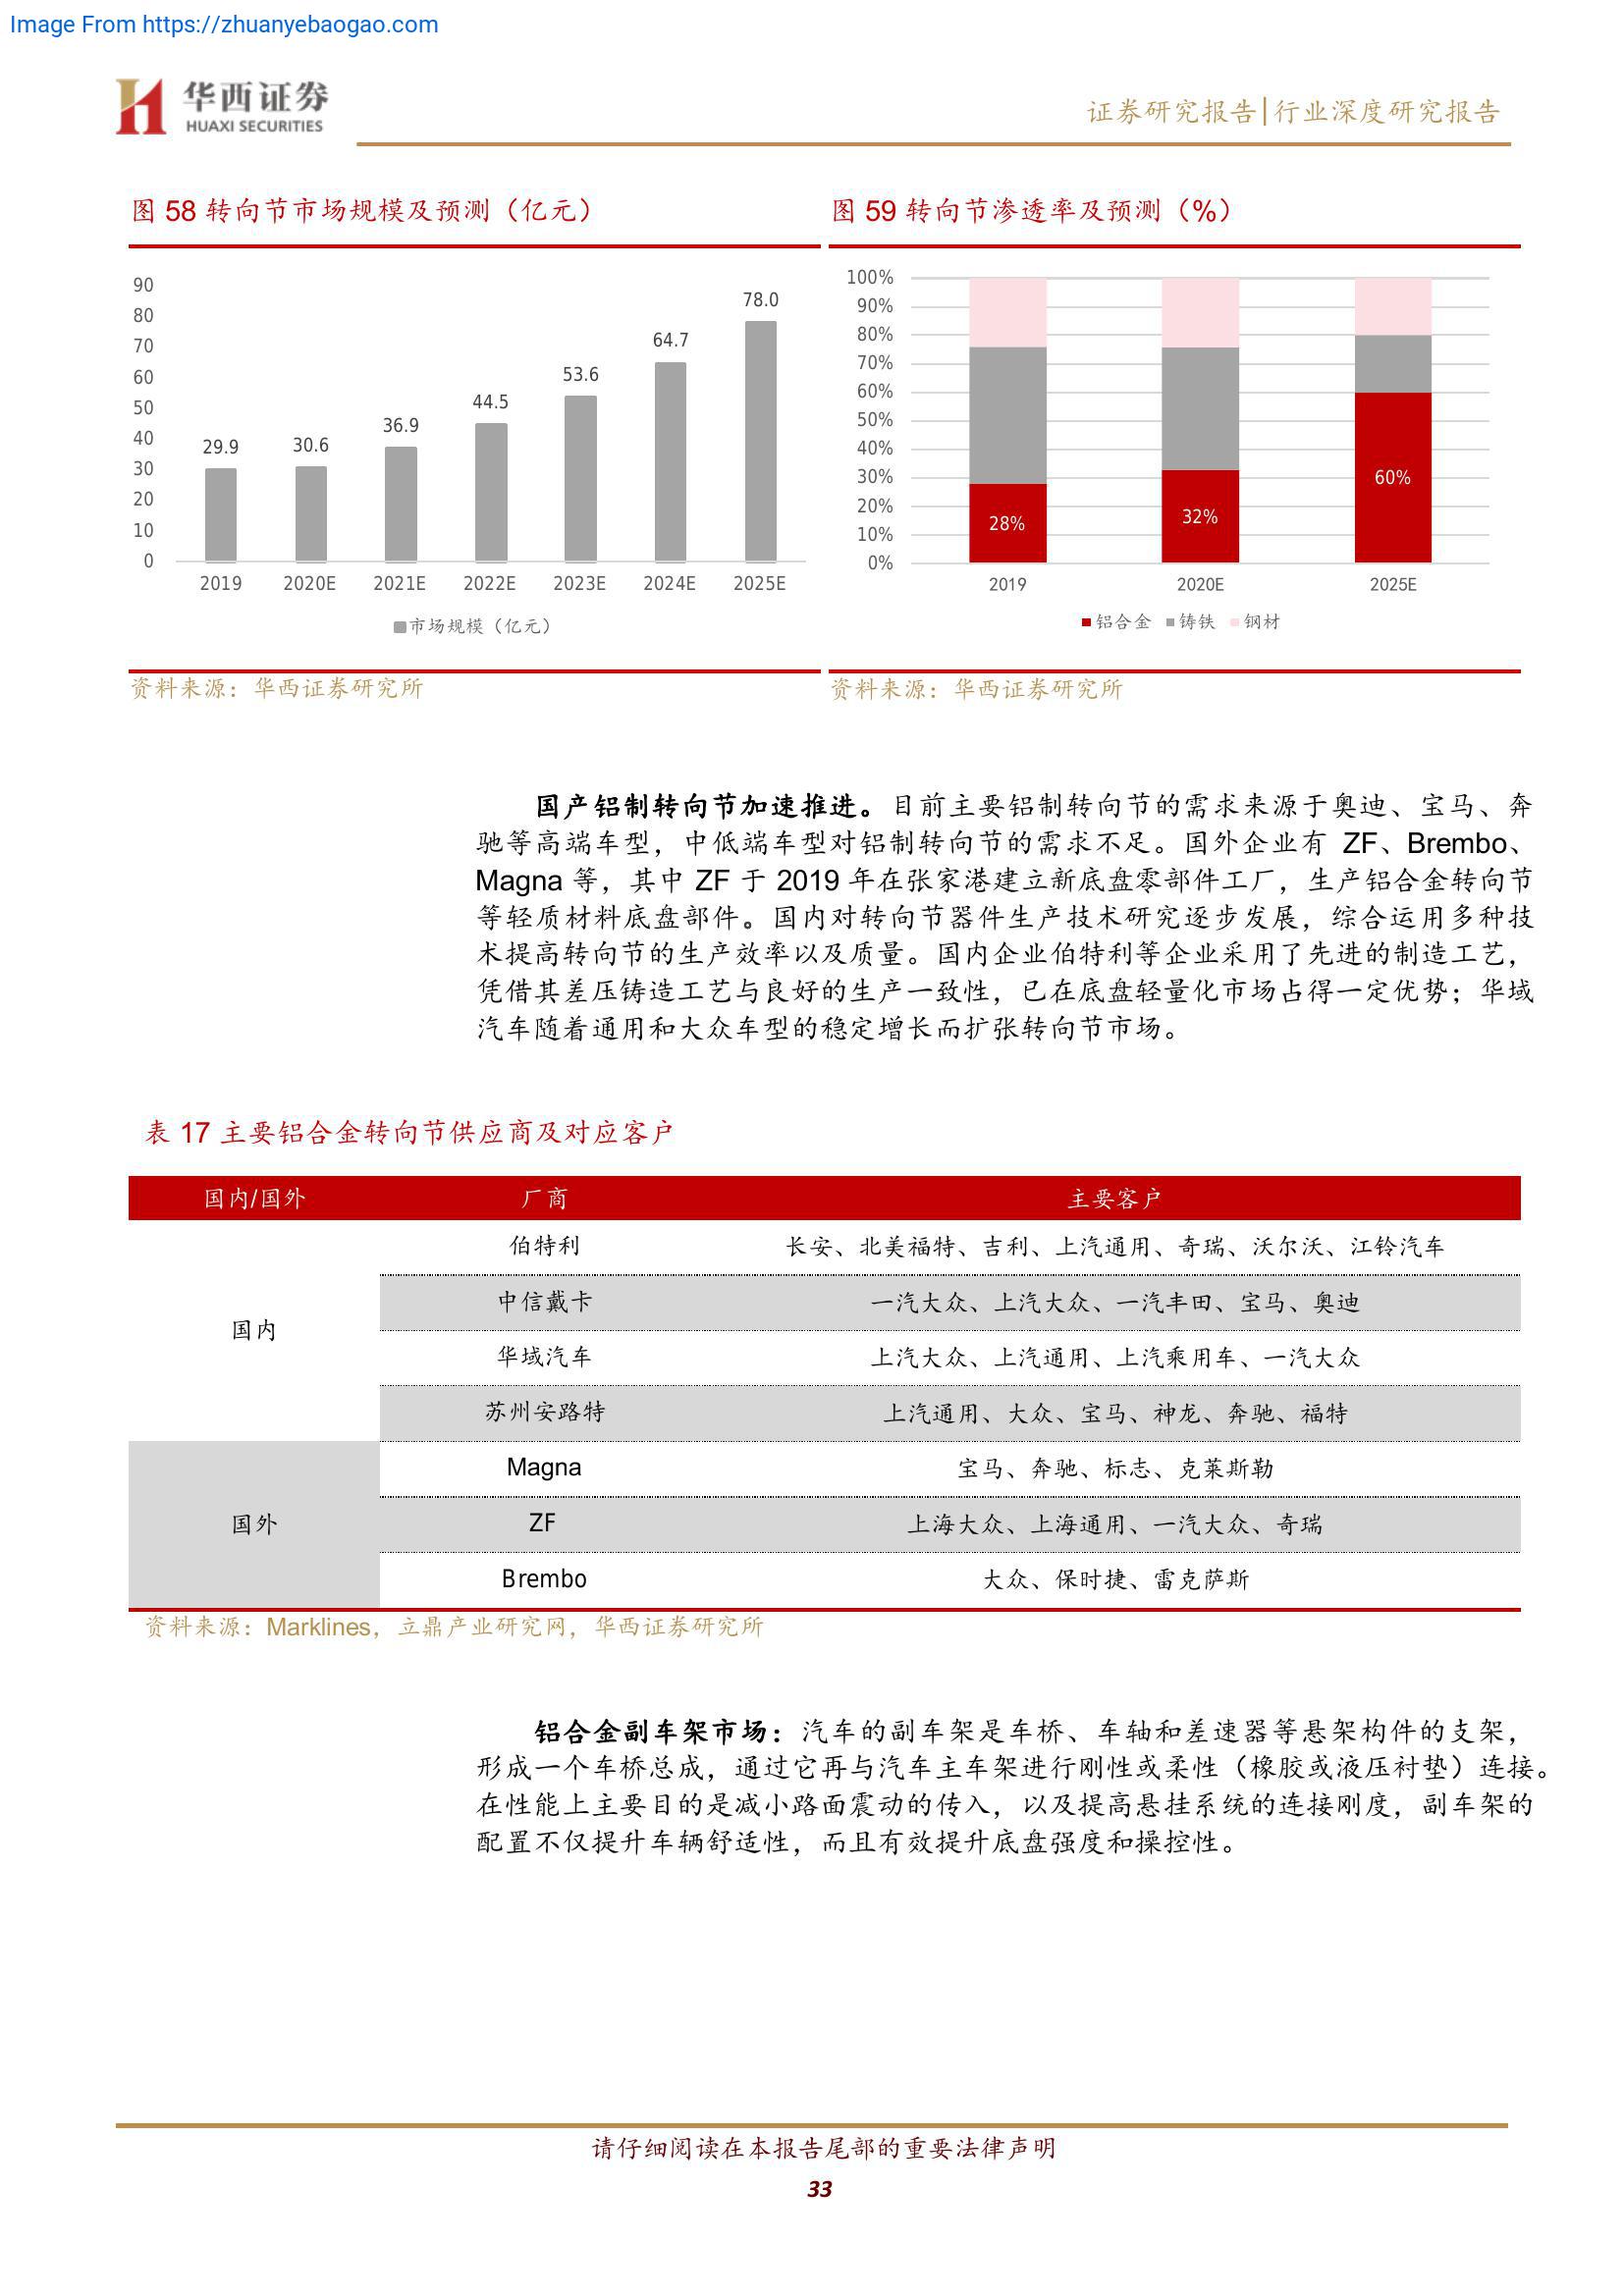 Image From https://zhuanyebaogao.com
华西证券
HUAXI SECURITIES
证券研究报告|行业深度研究报告
图 58 转向节市场规模及预测（亿元）
90
80
70
60
50
40
30
20
10
0
29.9
30.6
36.9
44.5
53.6
64.7
78.0
2019 2020E 2021E 2022E 2023E 2024E 2025E
市场规模（亿元）
资料来源：华西证券研究所
图 59 转向节渗透率及预测（%）
100%
90%
80%
70%
60%
50%
40%
30%
20%
10%
0%
28%
32%
60%
2019 2020E 2025E
铝合金 铸铁 钢材
资料来源：华西证券研究所
国产铝制转向节加速推进。目前主要铝制转向节的需求来源于奥迪、宝马、奔
驰等高端车型，中低端车型对铝制转向节的需求不足。国外企业有 ZF、Brembo、
Magna 等，其中 ZF 于 2019 年在张家港建立新底盘零部件工厂，生产铝合金转向节
等轻质材料底盘部件。国内对转向节器件生产技术研究逐步发展，综合运用多种技
术提高转向节的生产效率以及质量。国内企业伯特利等企业采用了先进的制造工艺，
凭借其差压铸造工艺与良好的生产一致性，已在底盘轻量化市场占得一定优势；华域
汽车随着通用和大众车型的稳定增长而扩张转向节市场。
表 17 主要铝合金转向节供应商及对应客户
国内/国外 厂商 主要客户
国内
伯特利 长安、北美福特、吉利、上汽通用、奇瑞、沃尔沃、江铃汽车
中信戴卡 一汽大众、上汽大众、一汽丰田、宝马、奥迪
华域汽车 上汽大众、上汽通用、上汽乘用车、一汽大众
苏州安路特 上汽通用、大众、宝马、神龙、奔驰、福特
国外
Magna 宝马、奔驰、标志、克莱斯勒
ZF 上海大众、上海通用、一汽大众、奇瑞
Brembo 大众、保时捷、雷克萨斯
资料来源：Marklines，立鼎产业研究网，华西证券研究所
铝合金副车架市场：汽车的副车架是车桥、车轴和差速器等悬架构件的支架，
形成一个车桥总成，通过它再与汽车主车架进行刚性或柔性（橡胶或液压衬垫）连接。
在性能上主要目的是减小路面震动的传入，以及提高悬挂系统的连接刚度，副车架的
配置不仅提升车辆舒适性，而且有效提升底盘强度和操控性。
请仔细阅读在本报告尾部的重要法律声明
33